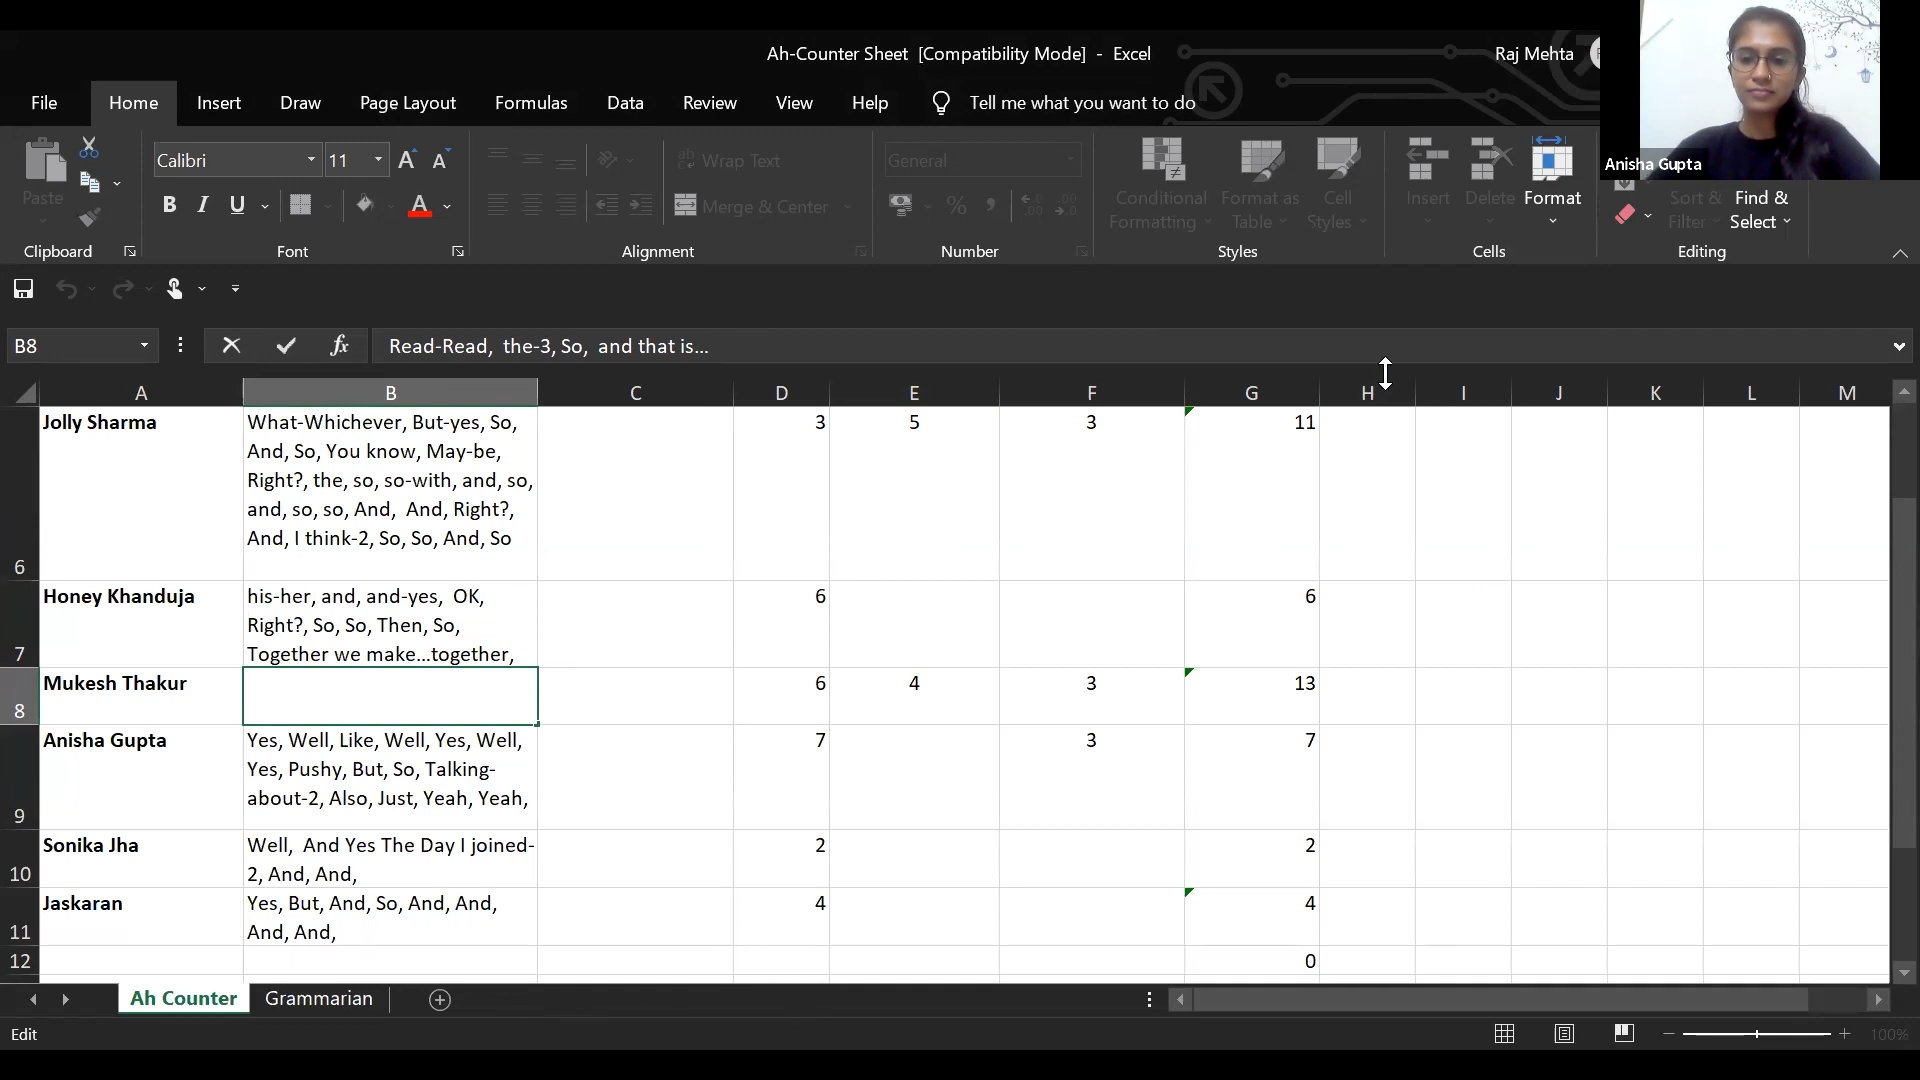 Ah-Counter Sheet [Compatibility Mode] - Excel
Raj Mehta
File Home Insert Draw Page Layout Formulas Data Review View Help Tell me what you want to do
Anisha Gupta
Paste
Calibri 11 A A
B I U A
Wrap Text
Merge & Center
General
% ,
Conditional
Formatting
Format as
Table
Cell
Styles
Insert Delete Format
Sort &
Filter
Find &
Select
Clipboard Font Alignment Number Styles Cells Editing
B8 fx Read-Read, the-3, So, and that is...
A B C D E F G H I J K L M
6 Jolly Sharma
What-Whichever, But-yes, So,
And, So, You know, May-be,
Right?, the, so, so-with, and, so,
and, so, so, And, And, Right?,
And, I think-2, So, So, And, So
3 5 3 11
7 Honey Khanduja
his-her, and, and-yes, OK,
Right?, So, So, Then, So,
Together we make...together,
6 6
8 Mukesh Thakur
6 4 3 13
9 Anisha Gupta
Yes, Well, Like, Well, Yes, Well,
Yes, Pushy, But, So, Talking-
about-2, Also, Just, Yeah, Yeah,
7 3 7
10 Sonika Jha
Well, And Yes The Day I joined-
2, And, And,
2 2
11 Jaskaran
Yes, But, And, So, And, And,
And, And,
4 4
12 0
Ah Counter Grammarian
Edit
100%